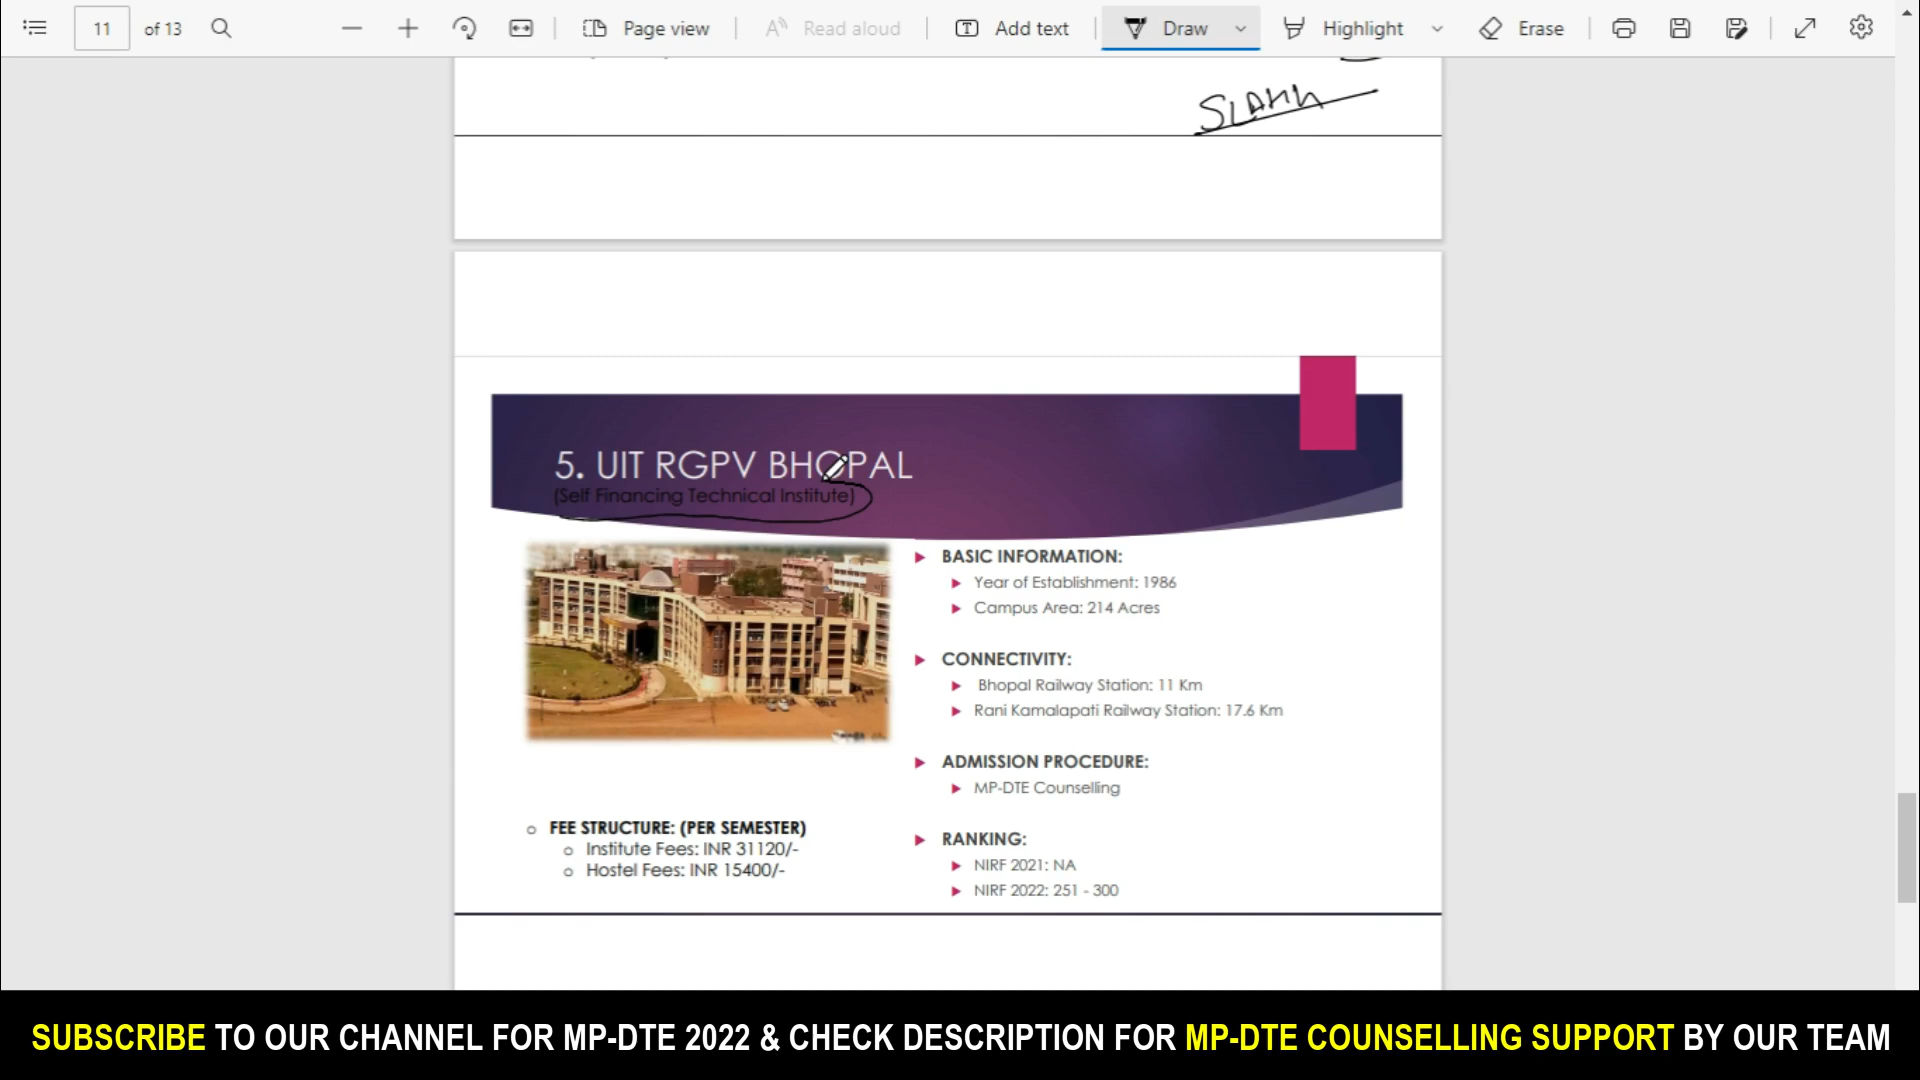 11 of 13 Page view Read aloud Add text Draw Highlight Erase
5. UIT RGPV BHOPAL
(Self Financing Technical Institute)
FEE STRUCTURE: (PER SEMESTER)
Institute Fees: INR 31120/-
Hostel Fees: INR 15400/-
BASIC INFORMATION:
Year of Establishment: 1986
Campus Area: 214 Acres
CONNECTIVITY:
Bhopal Railway Station: 11 Km
Rani Kamalapati Railway Station: 17.6 Km
ADMISSION PROCEDURE:
MP-DTE Counselling
RANKING:
NIRF 2021: NA
NIRF 2022: 251 - 300
SUBSCRIBE TO OUR CHANNEL FOR MP-DTE 2022 & CHECK DESCRIPTION FOR MP-DTE COUNSELLING SUPPORT BY OUR TEAM